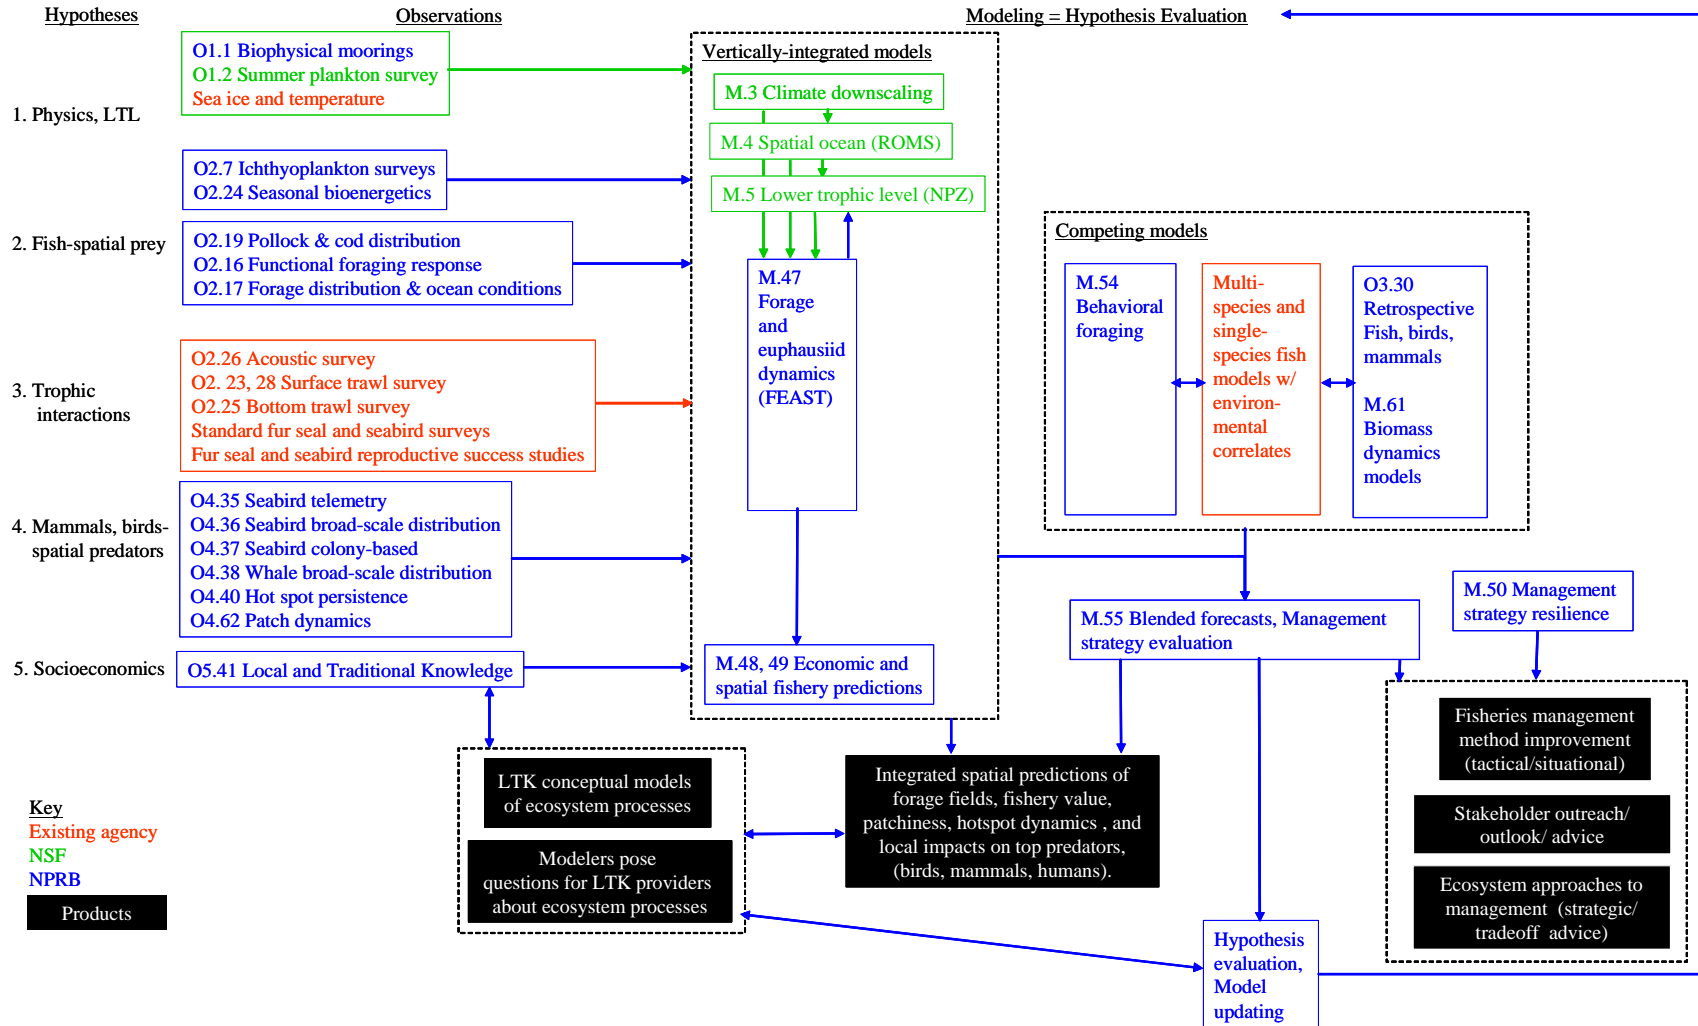 Hypotheses
Observations
Modeling = Hypothesis Evaluation
O1.1 Biophysical moorings
O1.2 Summer plankton survey
Sea ice and temperature
1. Physics, LTL
O2.7 Ichthyoplankton surveys
O2.24 Seasonal bioenergetics
2. Fish-spatial prey
O2.19 Pollock & cod distribution
O2.16 Functional foraging response
O2.17 Forage distribution & ocean conditions
3. Trophic
interactions
O2.26 Acoustic survey
O2. 23, 28 Surface trawl survey
O2.25 Bottom trawl survey
Standard fur seal and seabird surveys
Fur seal and seabird reproductive success studies
4. Mammals, birds-
spatial predators
O4.35 Seabird telemetry
O4.36 Seabird broad-scale distribution
O4.37 Seabird colony-based
O4.38 Whale broad-scale distribution
O4.40 Hot spot persistence
O4.62 Patch dynamics
5. Socioeconomics
O5.41 Local and Traditional Knowledge
Vertically-integrated models
M.3 Climate downscaling
M.4 Spatial ocean (ROMS)
M.5 Lower trophic level (NPZ)
M.47
Forage
and
euphausiid
dynamics
(FEAST)
M.48, 49 Economic and
spatial fishery predictions
Competing models
M.54
Behavioral
foraging
Multi-
species and
single-
species fish
models w/
environ-
mental
correlates
O3.30
Retrospective
Fish, birds,
mammals
M.61
Biomass
dynamics
models
M.55 Blended forecasts, Management
strategy evaluation
M.50 Management
strategy resilience
Fisheries management
method improvement
(tactical/situational)
Stakeholder outreach/
outlook/ advice
Ecosystem approaches to
management (strategic/
tradeoff advice)
LTK conceptual models
of ecosystem processes
Modelers pose
questions for LTK providers
about ecosystem processes
Integrated spatial predictions of
forage fields, fishery value,
patchiness, hotspot dynamics , and
local impacts on top predators,
(birds, mammals, humans).
Hypothesis
evaluation,
Model
updating
Key
Existing agency
NSF
NPRB
Products